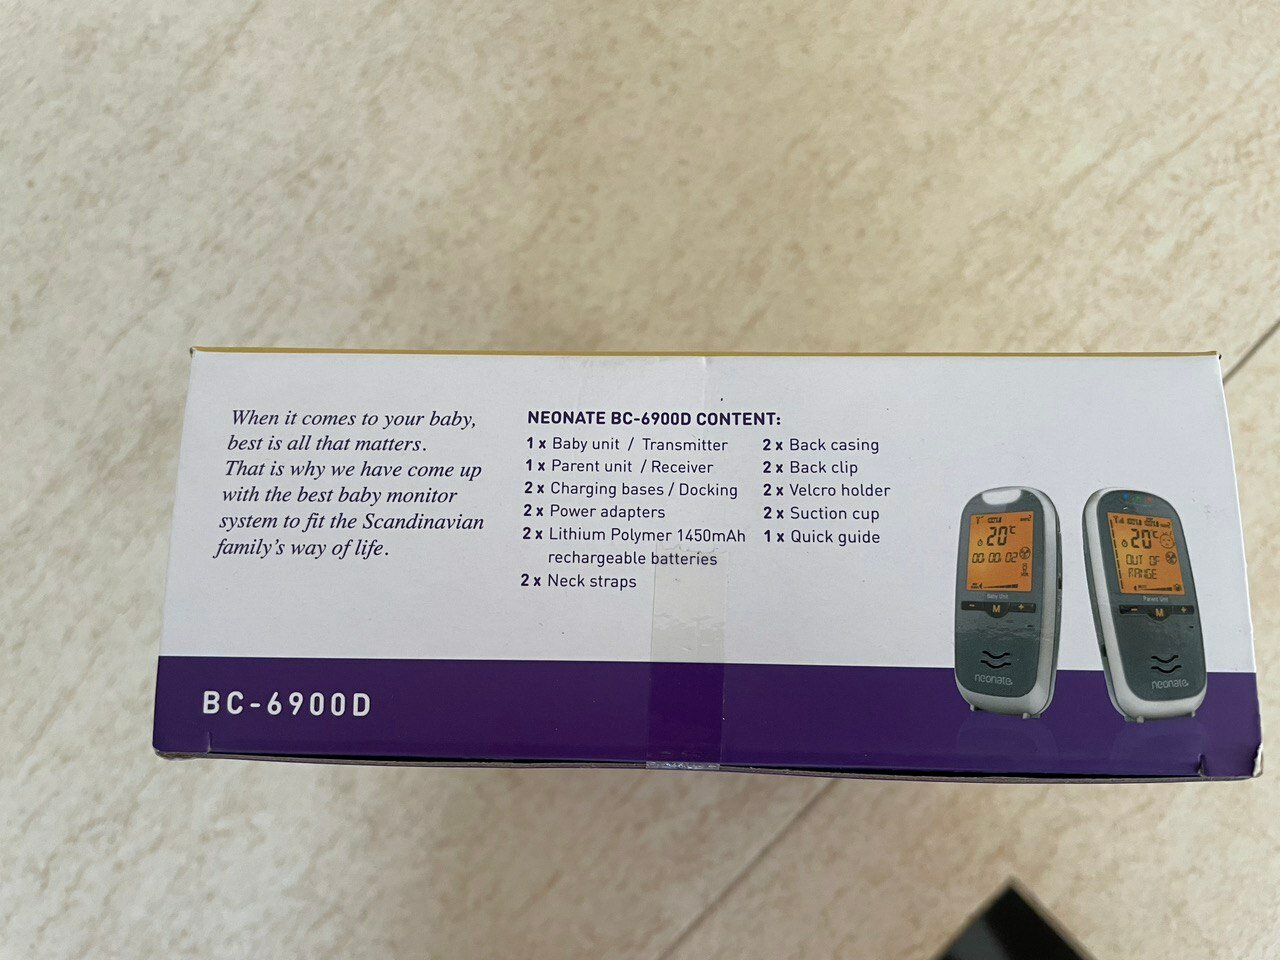 When it comes to your baby,
best is all that matters.
That is why we have come up
with the best baby monitor
system to fit the Scandinavian
family's way of life.
NEONATE BC-6900D CONTENT:
1 x Baby unit / Transmitter
1 x Parent unit / Receiver
2 x Charging bases / Docking
2 x Power adapters
2 x Lithium Polymer 1450mAh
rechargeable batteries
2 x Neck straps
2 x Back casing
2 x Back clip
2 x Velcro holder
2 x Suction cup
1 x Quick guide
20°C
00 00 02
Baby Unit
- M +
neonate
20°C
OUT OF
RANGE
Parent Unit
- M +
neonate
BC-6900D